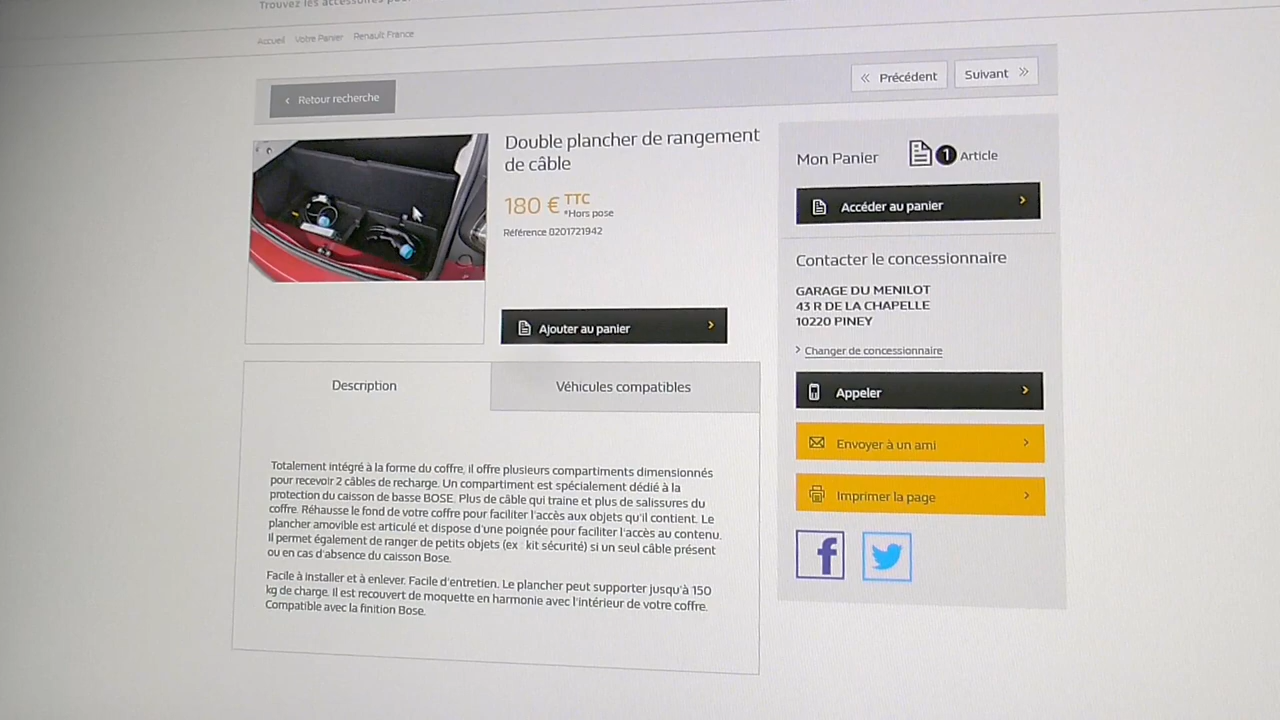 Trouvez les accessoires
Accueil Votre Panier Renault France
Retour recherche
Précédent
Suivant
Double plancher de rangement
de câble
180 € TTC
*Hors pose
Référence 8201721942
Ajouter au panier
Mon Panier
1 Article
Accéder au panier
Contacter le concessionnaire
GARAGE DU MENILOT
43 R DE LA CHAPELLE
10220 PINEY
Changer de concessionnaire
Appeler
Envoyer à un ami
Imprimer la page
Description
Véhicules compatibles
Totalement intégré à la forme du coffre, il offre plusieurs compartiments dimensionnés
pour recevoir 2 câbles de recharge. Un compartiment est spécialement dédié à la
protection du caisson de basse BOSE. Plus de câble qui traine et plus de salissures du
coffre. Réhausse le fond de votre coffre pour faciliter l'accès aux objets qu'il contient. Le
plancher amovible est articulé et dispose d'une poignée pour faciliter l'accès au contenu.
Il permet également de ranger de petits objets (ex : kit sécurité) si un seul câble présent
ou en cas d'absence du caisson Bose.
Facile à installer et à enlever. Facile d'entretien. Le plancher peut supporter jusqu'à 150
kg de charge. Il est recouvert de moquette en harmonie avec l'intérieur de votre coffre.
Compatible avec la finition Bose.